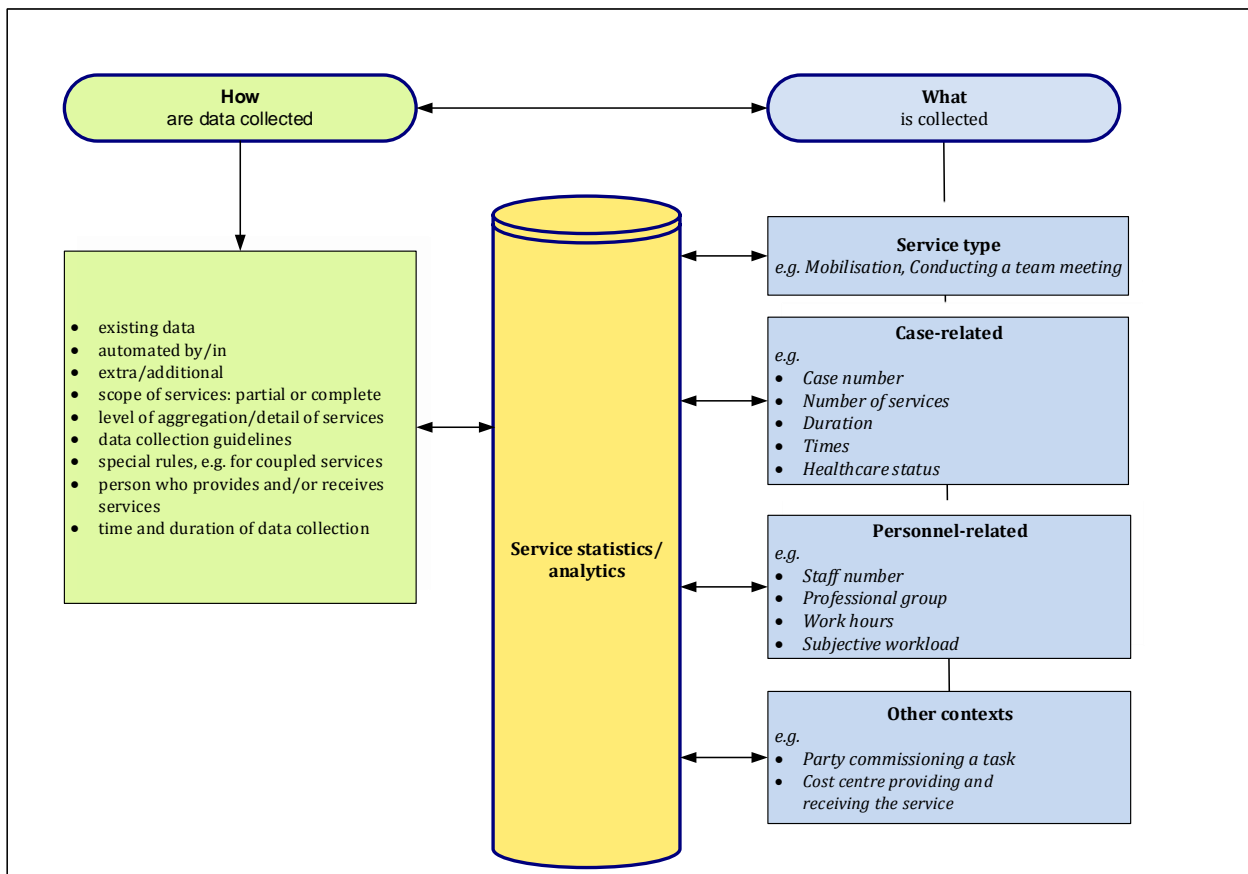 How
are data collected
What
is collected
• existing data
• automated by/in
• extra/additional
• scope of services: partial or complete
• level of aggregation/detail of services
• data collection guidelines
• special rules, e.g. for coupled services
• person who provides and/or receives
services
• time and duration of data collection
Service statistics/
analytics
Service type
e.g. Mobilisation, Conducting a team meeting
Case-related
e.g.
• Case number
• Number of services
• Duration
• Times
• Healthcare status
Personnel-related
e.g.
• Staff number
• Professional group
• Work hours
• Subjective workload
Other contexts
e.g.
• Party commissioning a task
• Cost centre providing and
receiving the service